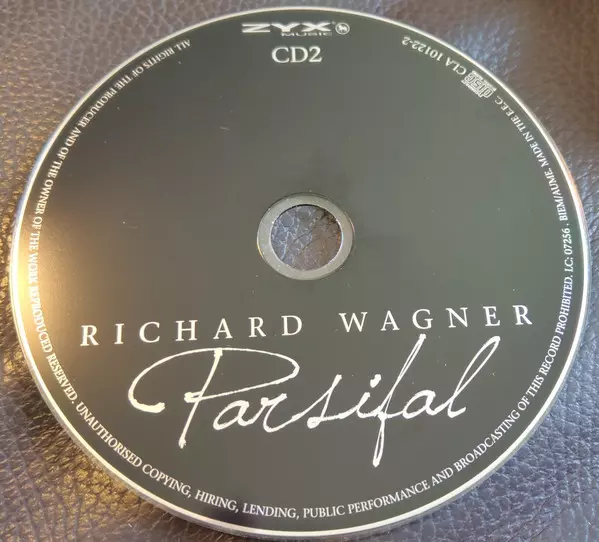 ZYX
MUSIC
CD2
CLA 10122-2
RICHARD WAGNER
Parsifal
ALL RIGHTS OF THE PRODUCER AND OF THE OWNER OF THE WORK REPRODUCED RESERVED. UNAUTHORISED COPYING, HIRING, LENDING, PUBLIC PERFORMANCE AND BROADCASTING OF THIS RECORD PROHIBITED. LC: 07256 . BIEM/AUME- MADE IN THE E.E.C.